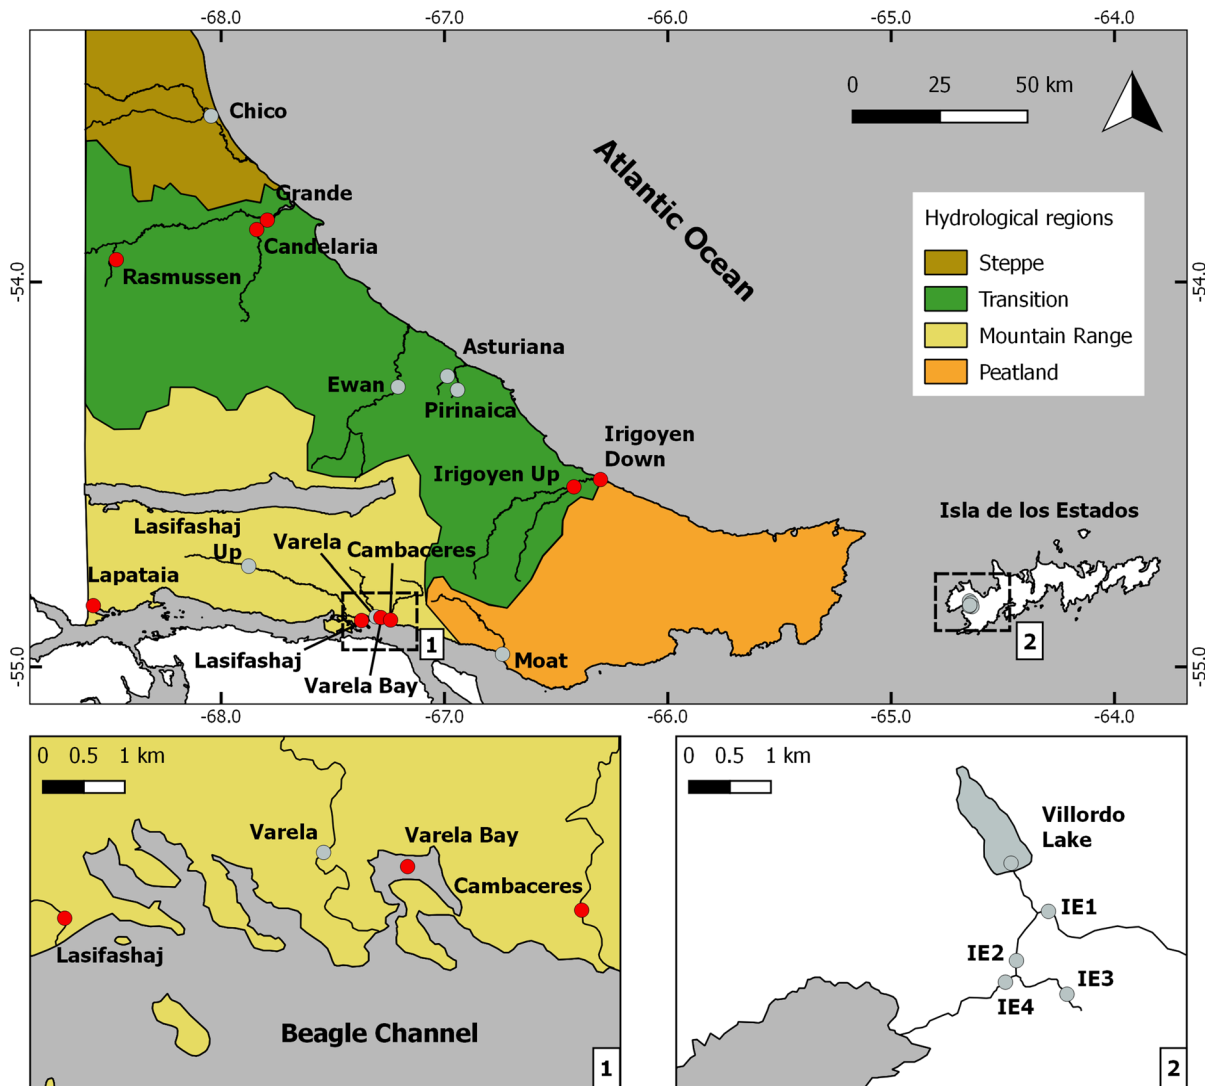 -68.0
-67.0
-66.0
-65.0
-64.0
0 25 50 km
Chico
Atlantic Ocean
Grande
Candelaria
Rasmussen
Hydrological regions
Steppe
Transition
Mountain Range
Peatland
-54.0
-54.0
Asturiana
Ewan
Pirinaica
Irigoyen
Down
Irigoyen Up
Isla de los Estados
Lasifashaj
Up
Varela
Cambaceres
Lapataia
1
2
Lasifashaj
Moat
Varela Bay
-55.0
-55.0
-68.0
-67.0
-66.0
-65.0
-64.0
0 0.5 1 km
Varela
Varela Bay
Cambaceres
Lasifashaj
Beagle Channel
1
0 0.5 1 km
Villordo
Lake
IE1
IE2
IE3
IE4
2